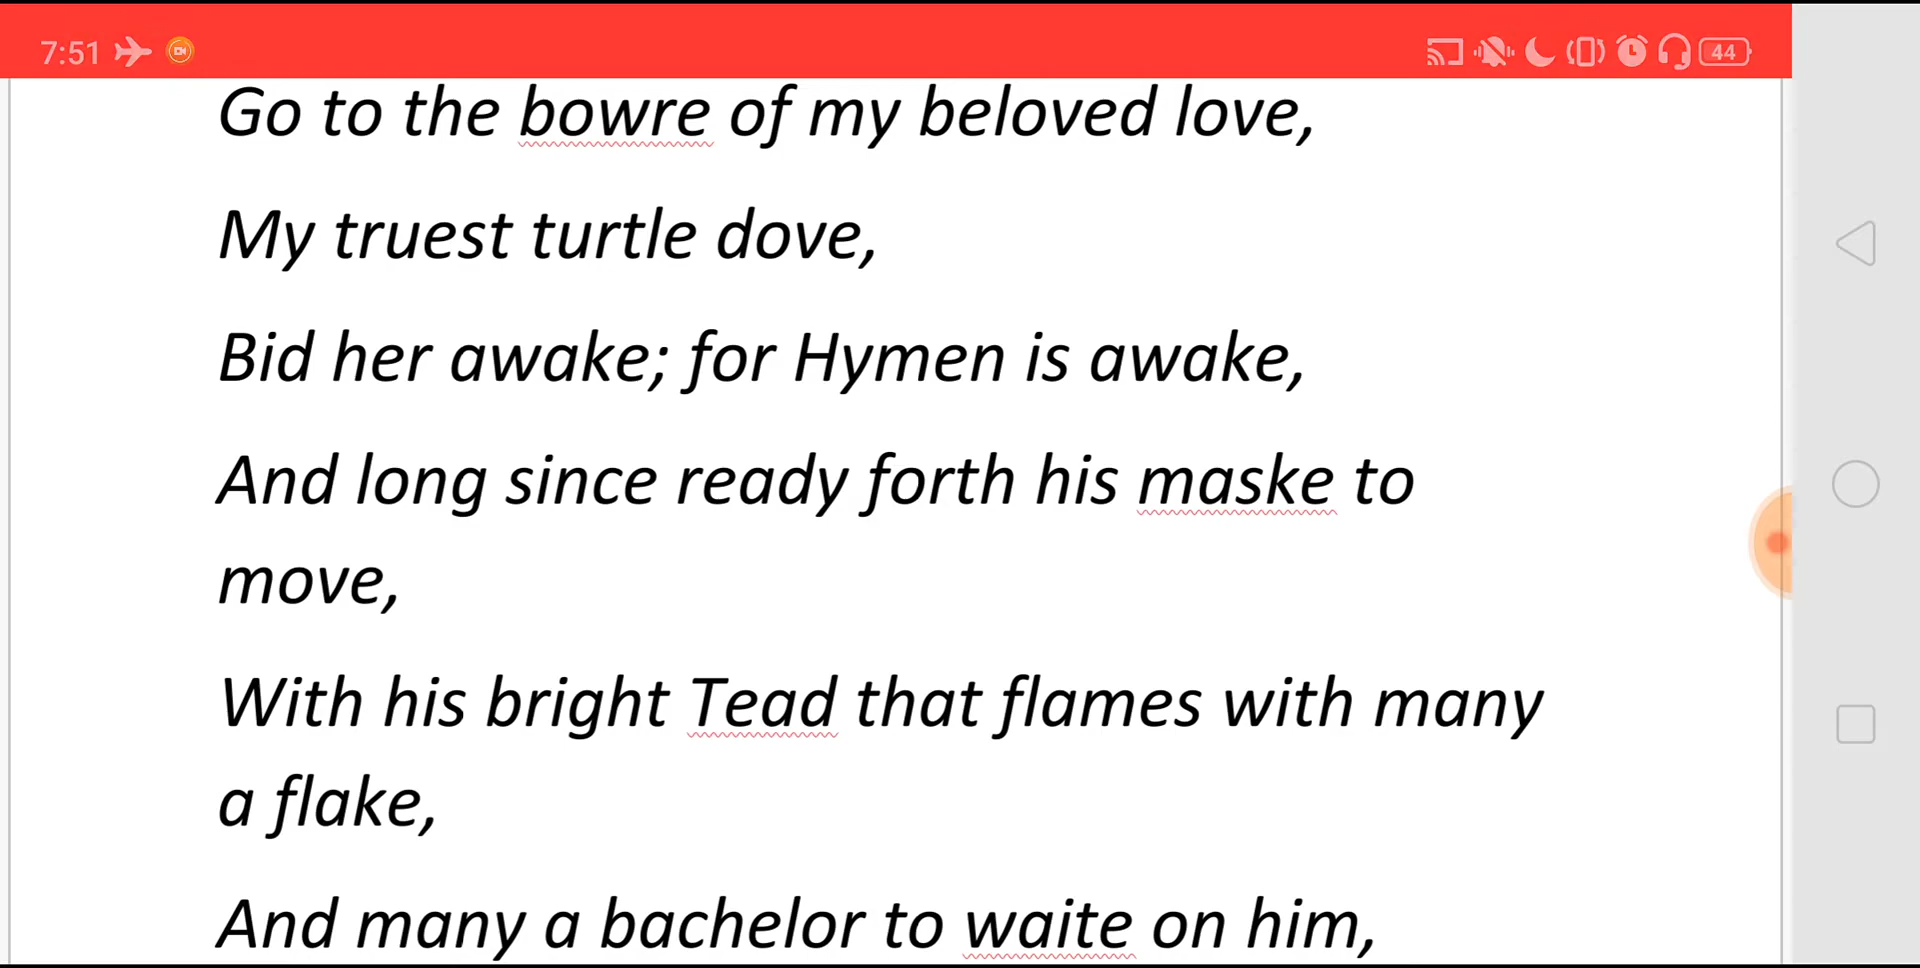 7:51
44
Go to the bowre of my beloved love,
My truest turtle dove,
Bid her awake; for Hymen is awake,
And long since ready forth his maske to
move,
With his bright Tead that flames with many
a flake,
And many a bachelor to waite on him,